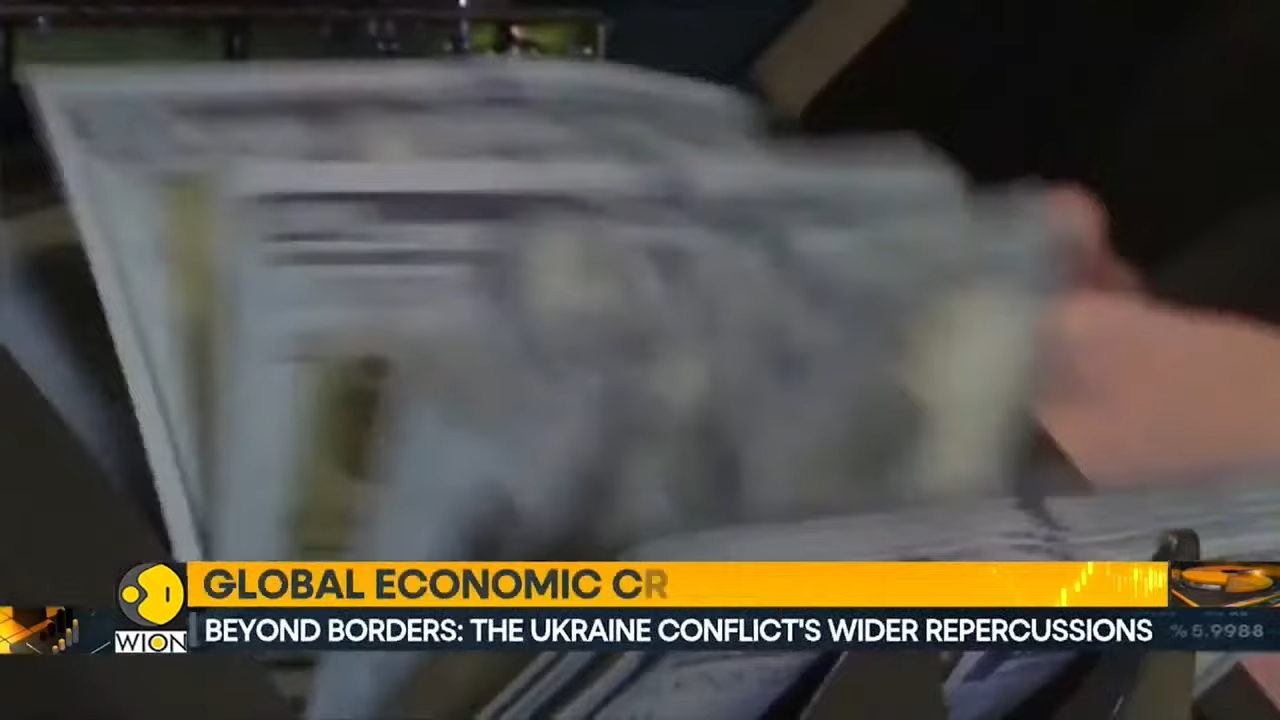 GLOBAL ECONOMIC CR
BEYOND BORDERS: THE UKRAINE CONFLICT'S WIDER REPERCUSSIONS
WION
%5.9988